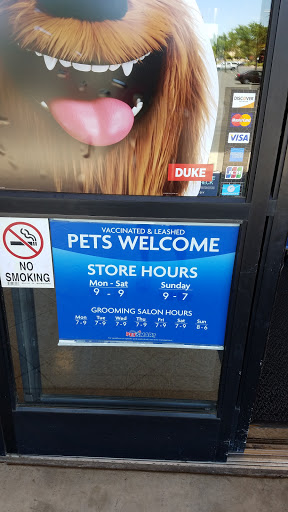 DISCOVER
MasterCard
VISA
DUKE
VACCINATED & LEASHED
PETS WELCOME
NO
SMOKING
STORE HOURS
Mon - Sat Sunday
9 - 9 9 - 7
GROOMING SALON HOURS
Mon Tue Wed Thu Fri Sat Sun
7-9 7-9 7-9 7-9 7-9 7-9 8-6
PETSMART